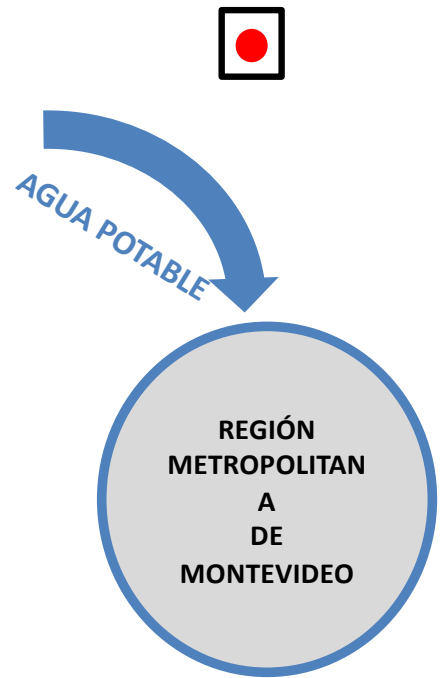 AGUA POTABLE
REGIÓN
METROPOLITAN
A
DE
MONTEVIDEO